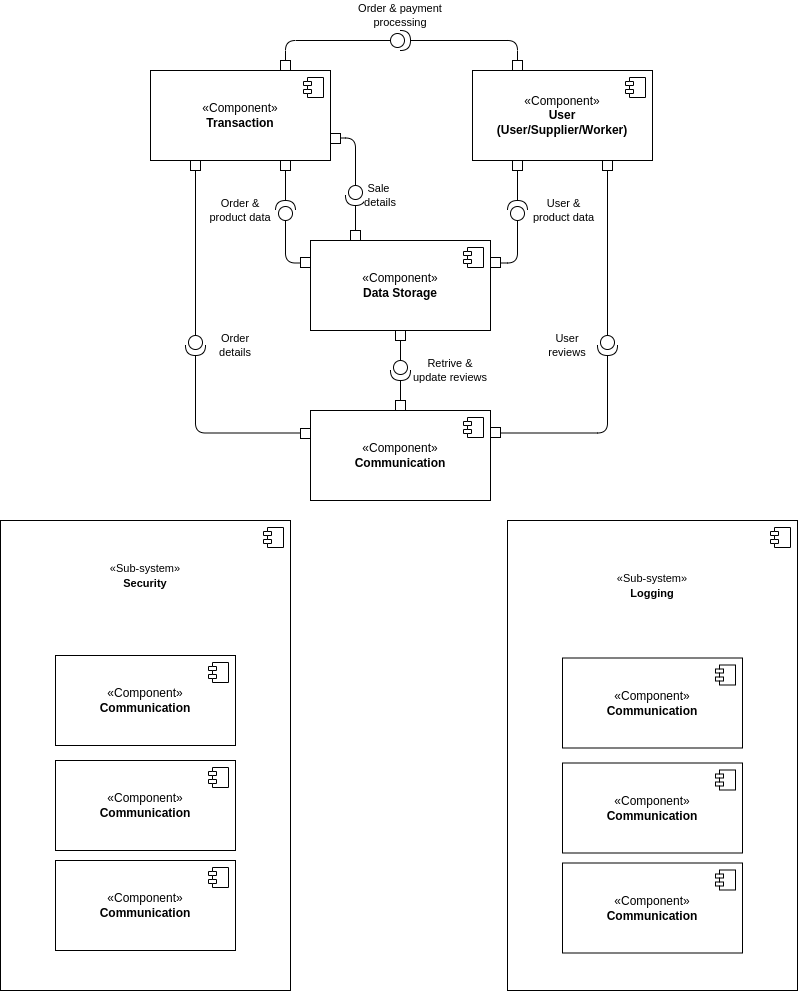 Order & payment
processing
«Component»
Transaction
«Component»
User
(User/Supplier/Worker)
Order &
product data
Sale
details
User &
product data
«Component»
Data Storage
Order
details
User
reviews
Retrive &
update reviews
«Component»
Communication
«Sub-system»
Security
«Component»
Communication
«Component»
Communication
«Component»
Communication
«Sub-system»
Logging
«Component»
Communication
«Component»
Communication
«Component»
Communication